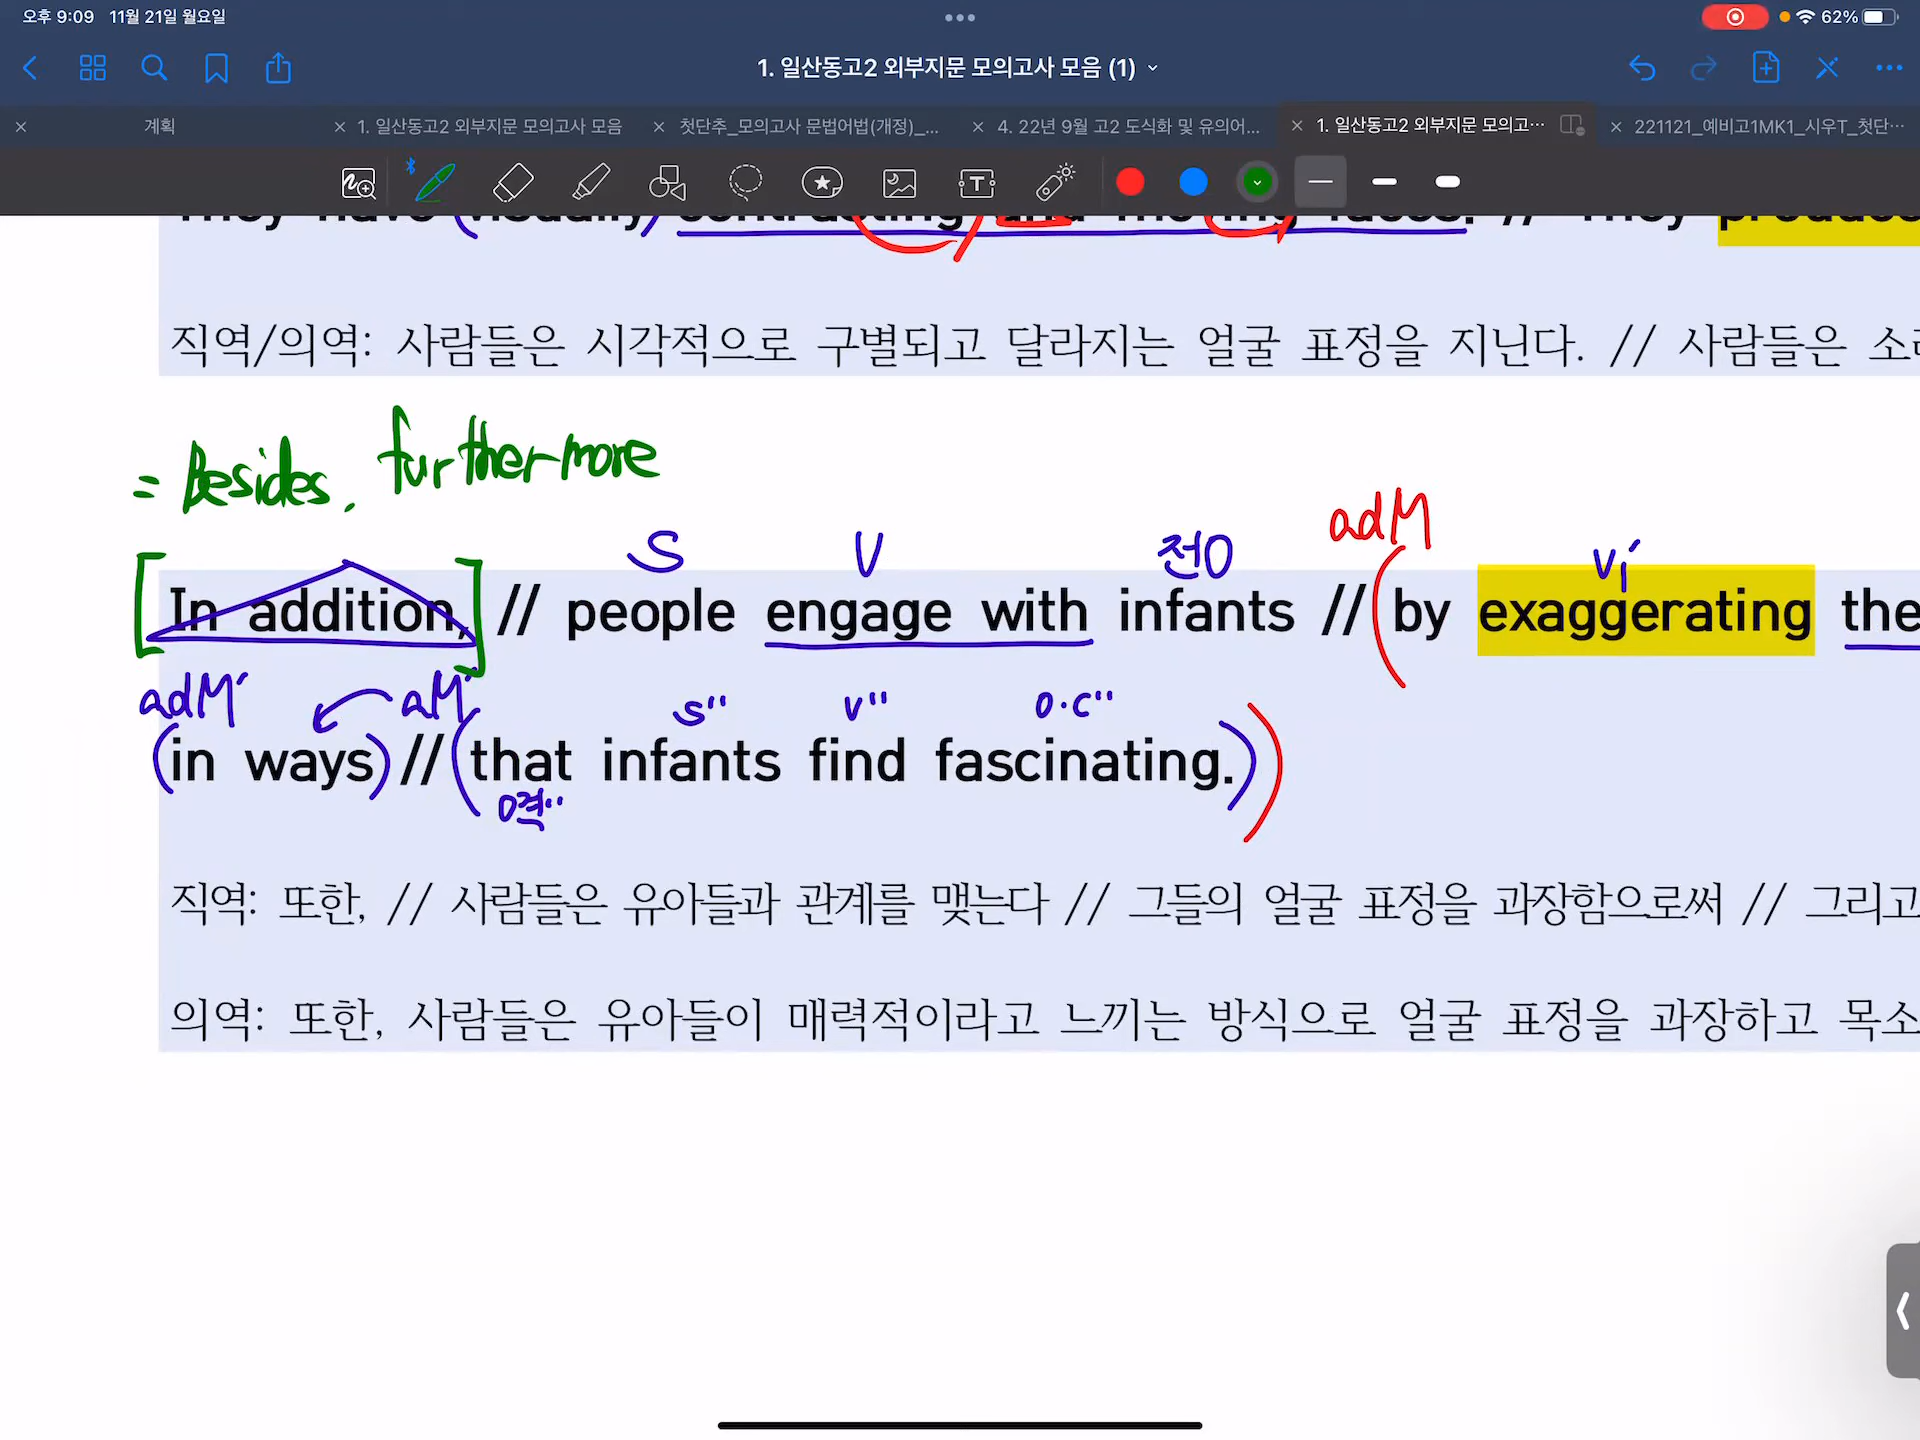 오후 9:09 11월 21일 월요일
62%
1. 일산동고2 외부지문 모의고사 모음 (1)
계획
1. 일산동고2 외부지문 모의고사 모음
첫단추_모의고사 문법어법(개정)_...
4. 22년 9월 고2 도식화 및 유의어...
1. 일산동고2 외부지문 모의고...
221121_예비고1MK1_시우T_첫단...
They have (visually) contrasting and moving faces. // They produce
직역/의역: 사람들은 시각적으로 구별되고 달라지는 얼굴 표정을 지닌다. // 사람들은 소리
= Besides, furthermore
S V 전O adM v'
[In addition,] // people engage with infants // (by exaggerating the
adM' aM' s'' v'' o.c''
(in ways) // (that infants find fascinating.))
직역: 또한, // 사람들은 유아들과 관계를 맺는다 // 그들의 얼굴 표정을 과장함으로써 // 그리고
의역: 또한, 사람들은 유아들이 매력적이라고 느끼는 방식으로 얼굴 표정을 과장하고 목소